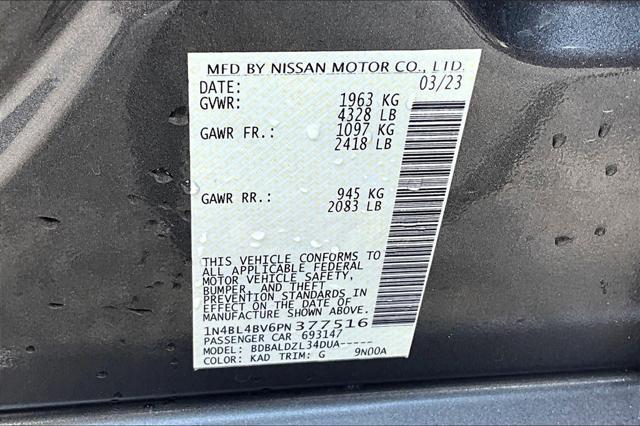 MFD BY NISSAN MOTOR CO., LTD.
DATE: 03/23
GVWR: 1963 KG
4328 LB
GAWR FR.: 1097 KG
2418 LB
GAWR RR.: 945 KG
2083 LB
THIS VEHICLE CONFORMS TO
ALL APPLICABLE FEDERAL
MOTOR VEHICLE SAFETY,
BUMPER, AND THEFT
PREVENTION STANDARDS IN
EFFECT ON THE DATE OF
MANUFACTURE SHOWN ABOVE.
1N4BL4BV6PN377516
PASSENGER CAR 693147
MODEL: BDBALDZL34DUA-----
COLOR: KAD TRIM: G 9N00A